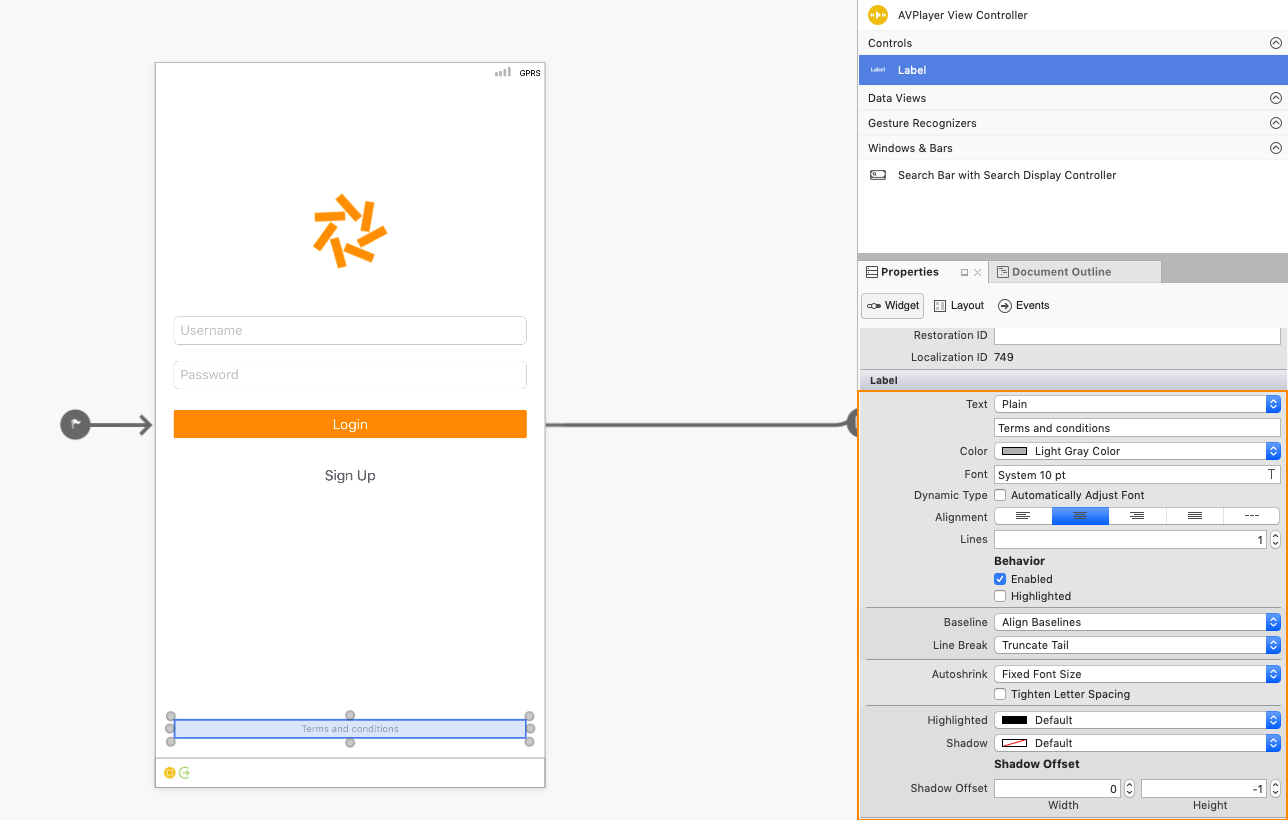 GPRS
Username
Password
Login
Sign Up
Terms and conditions
AVPlayer View Controller
Controls
Label Label
Data Views
Gesture Recognizers
Windows & Bars
Search Bar with Search Display Controller
Properties Document Outline
Widget Layout Events
Restoration ID
Localization ID 749
Label
Text Plain
Terms and conditions
Color Light Gray Color
Font System 10 pt T
Dynamic Type Automatically Adjust Font
Alignment
Lines 1
Behavior
Enabled
Highlighted
Baseline Align Baselines
Line Break Truncate Tail
Autoshrink Fixed Font Size
Tighten Letter Spacing
Highlighted Default
Shadow Default
Shadow Offset
Shadow Offset 0 -1
Width Height